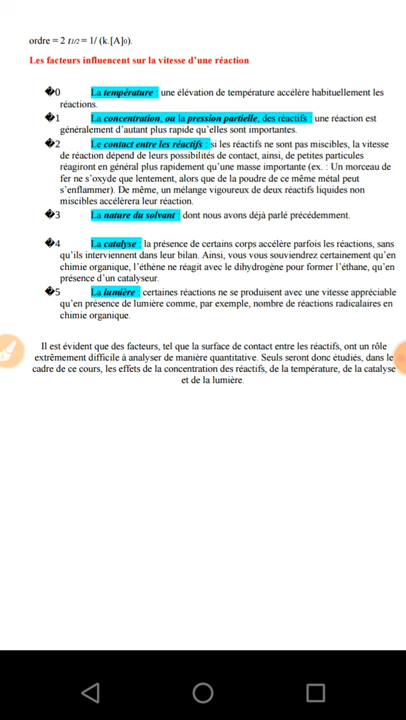 ordre = 2 t1/2 = 1/ (k.[A]0).
Les facteurs influencent sur la vitesse d'une réaction
�0 La température : une élévation de température accélère habituellement les
réactions.
�1 La concentration, ou la pression partielle, des réactifs : une réaction est
généralement d'autant plus rapide qu'elles sont importantes.
�2 Le contact entre les réactifs : si les réactifs ne sont pas miscibles, la vitesse
de réaction dépend de leurs possibilités de contact, ainsi, de petites particules
réagiront en général plus rapidement qu'une masse importante (ex. : Un morceau de
fer ne s'oxyde que lentement, alors que de la poudre de ce même métal peut
s'enflammer). De même, un mélange vigoureux de deux réactifs liquides non
miscibles accélèrera leur réaction.
�3 La nature du solvant : dont nous avons déjà parlé précédemment.
�4 La catalyse : la présence de certains corps accélère parfois les réactions, sans
qu'ils interviennent dans leur bilan. Ainsi, vous vous souviendrez certainement qu'en
chimie organique, l'éthène ne réagit avec le dihydrogène pour former l'éthane, qu'en
présence d'un catalyseur.
�5 La lumière : certaines réactions ne se produisent avec une vitesse appréciable
qu'en présence de lumière comme, par exemple, nombre de réactions radicalaires en
chimie organique.
Il est évident que des facteurs, tel que la surface de contact entre les réactifs, ont un rôle
extrêmement difficile à analyser de manière quantitative. Seuls seront donc étudiés, dans le
cadre de ce cours, les effets de la concentration des réactifs, de la température, de la catalyse
et de la lumière.